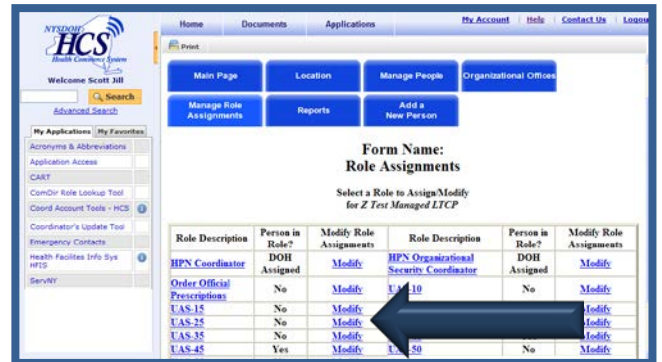 NYSDOH
HCS
Health Commerce System
Welcome Scott Jill
Search
Advanced Search
My Applications My Favorites
Acronyms & Abbreviations
Application Access
CART
ComDir Role Lookup Tool
Coord Account Tools - HCS
Coordinator's Update Tool
Emergency Contacts
Health Facilites Info Sys
HFIS
ServNY
Home Documents Applications My Account Help Contact Us
Print
Main Page Location Manage People Organizational Offices
Manage Role
Assignments
Reports
Add a
New Person
Form Name:
Role Assignments
Select a Role to Assign/Modify
for Z Test Managed LTCP
Role Description Person in
Role? Modify Role
Assignments Role Description Person in
Role? Modify Role
Assignments
HPN Coordinator DOH
Assigned Modify HPN Organizational
Security Coordinator DOH
Assigned Modify
Order Official
Prescriptions No Modify No Modify
UAS-15 No Modify Modify
UAS-25 No Modify
UAS-35 No Modify Modify
UAS-45 Yes Modify No Modify